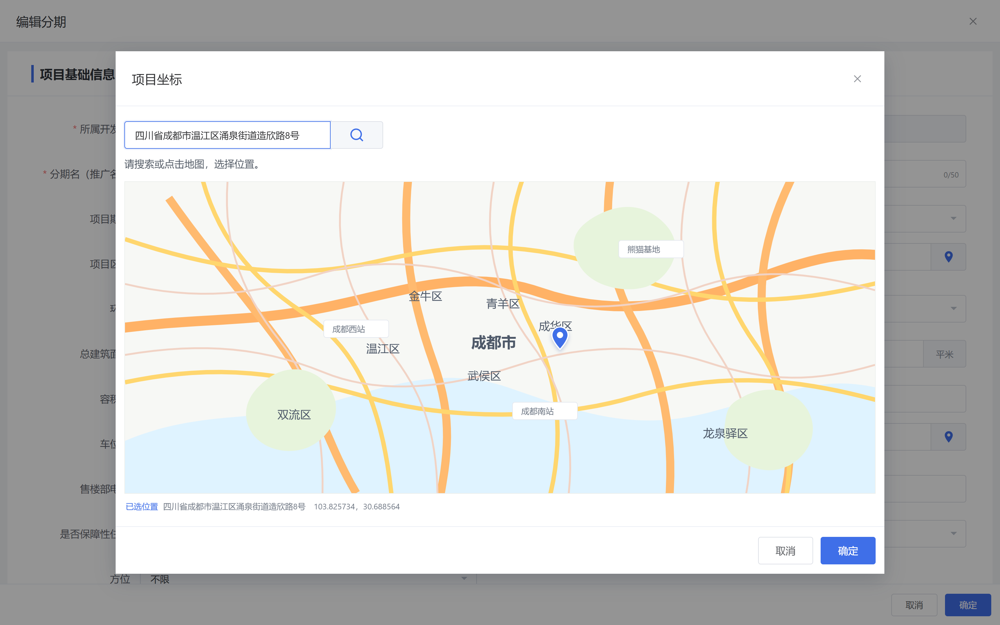 编辑分期
项目基础信息
项目坐标
* 所属开发
四川省成都市温江区涌泉街道造欣路8号
请搜索或点击地图，选择位置。
* 分期名（推广名
0/50
项目期
熊猫基地
项目区
金牛区
青羊区
成华区
成都西站
成都市
温江区
总建筑面
平米
武侯区
容积
成都南站
双流区
龙泉驿区
车位
售楼部电
已选位置 四川省成都市温江区涌泉街道造欣路8号 103.825734，30.688564
是否保障性住
取消 确定
方位 不限
取消 确定